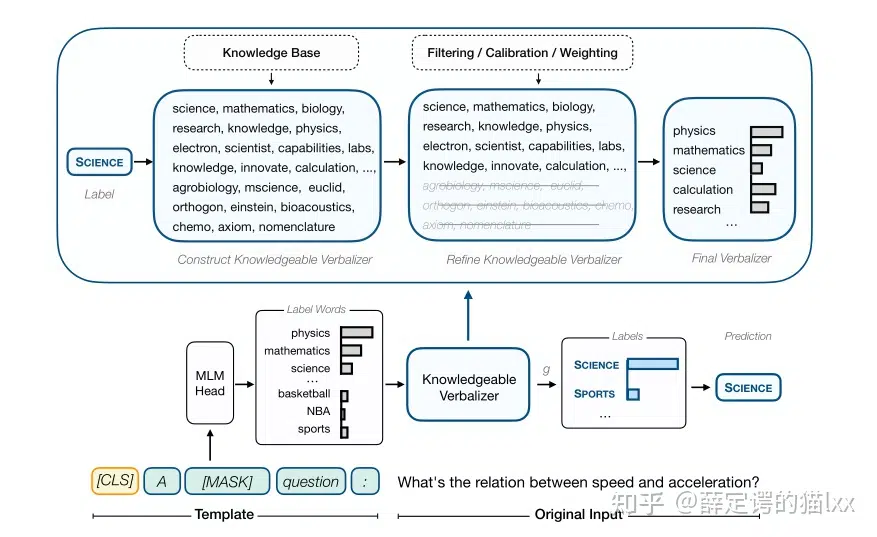 Knowledge Base
Filtering / Calibration / Weighting
SCIENCE
Label
science, mathematics, biology,
research, knowledge, physics,
electron, scientist, capabilities, labs,
knowledge, innovate, calculation, ...,
agrobiology, mscience, euclid,
orthogon, einstein, bioacoustics,
chemo, axiom, nomenclature
Construct Knowledgeable Verbalizer
science, mathematics, biology,
research, knowledge, physics,
electron, scientist, capabilities, labs,
knowledge, innovate, calculation, ...,
agrobiology, mscience, euclid,
orthogon, einstein, bioacoustics, chemo,
axiom, nomenclature
Refine Knowledgeable Verbalizer
physics
mathematics
science
calculation
research
...
Final Verbalizer
MLM
Head
Label Words
physics
mathematics
science
...
basketball
NBA
sports
Knowledgeable
Verbalizer
g
Labels
SCIENCE
SPORTS
...
Prediction
SCIENCE
[CLS] A [MASK] question : What's the relation between speed and acceleration?
Template
Original Input
知乎 @薛定谔的猫lxx